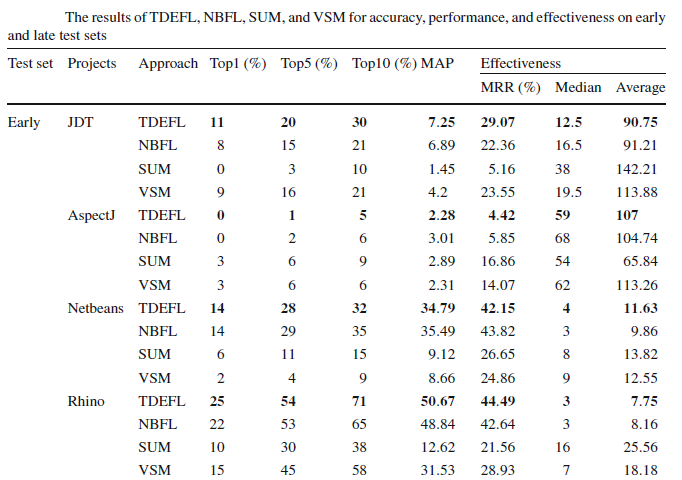 The results of TDEFL, NBFL, SUM, and VSM for accuracy, performance, and effectiveness on early
and late test sets
Test set Projects Approach Top1 (%) Top5 (%) Top10 (%) MAP Effectiveness
MRR (%) Median Average
Early JDT TDEFL 11 20 30 7.25 29.07 12.5 90.75
NBFL 8 15 21 6.89 22.36 16.5 91.21
SUM 0 3 10 1.45 5.16 38 142.21
VSM 9 16 21 4.2 23.55 19.5 113.88
AspectJ TDEFL 0 1 5 2.28 4.42 59 107
NBFL 0 2 6 3.01 5.85 68 104.74
SUM 3 6 9 2.89 16.86 54 65.84
VSM 3 6 6 2.31 14.07 62 113.26
Netbeans TDEFL 14 28 32 34.79 42.15 4 11.63
NBFL 14 29 35 35.49 43.82 3 9.86
SUM 6 11 15 9.12 26.65 8 13.82
VSM 2 4 9 8.66 24.86 9 12.55
Rhino TDEFL 25 54 71 50.67 44.49 3 7.75
NBFL 22 53 65 48.84 42.64 3 8.16
SUM 10 30 38 12.62 21.56 16 25.56
VSM 15 45 58 31.53 28.93 7 18.18